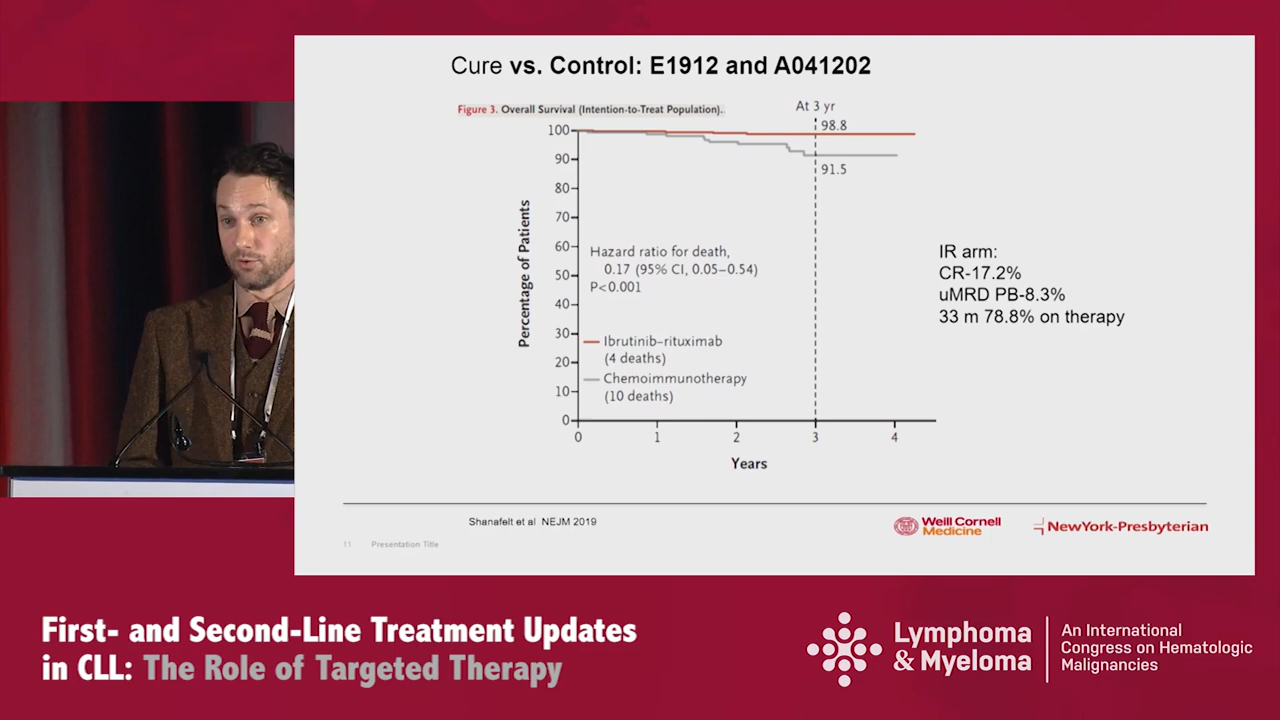 Cure vs. Control: E1912 and A041202
Figure 3. Overall Survival (Intention-to-Treat Population).
At 3 yr
98.8
91.5
100
90
80
70
60
50
40
30
20
10
0
Percentage of Patients
Hazard ratio for death,
0.17 (95% CI, 0.05–0.54)
P<0.001
Ibrutinib–rituximab
(4 deaths)
Chemoimmunotherapy
(10 deaths)
0 1 2 3 4
Years
IR arm:
CR-17.2%
uMRD PB-8.3%
33 m 78.8% on therapy
Shanafelt et al NEJM 2019
Weill Cornell
Medicine
NewYork-Presbyterian
11 Presentation Title
First- and Second-Line Treatment Updates
in CLL: The Role of Targeted Therapy
Lymphoma
& Myeloma
An International
Congress on Hematologic
Malignancies